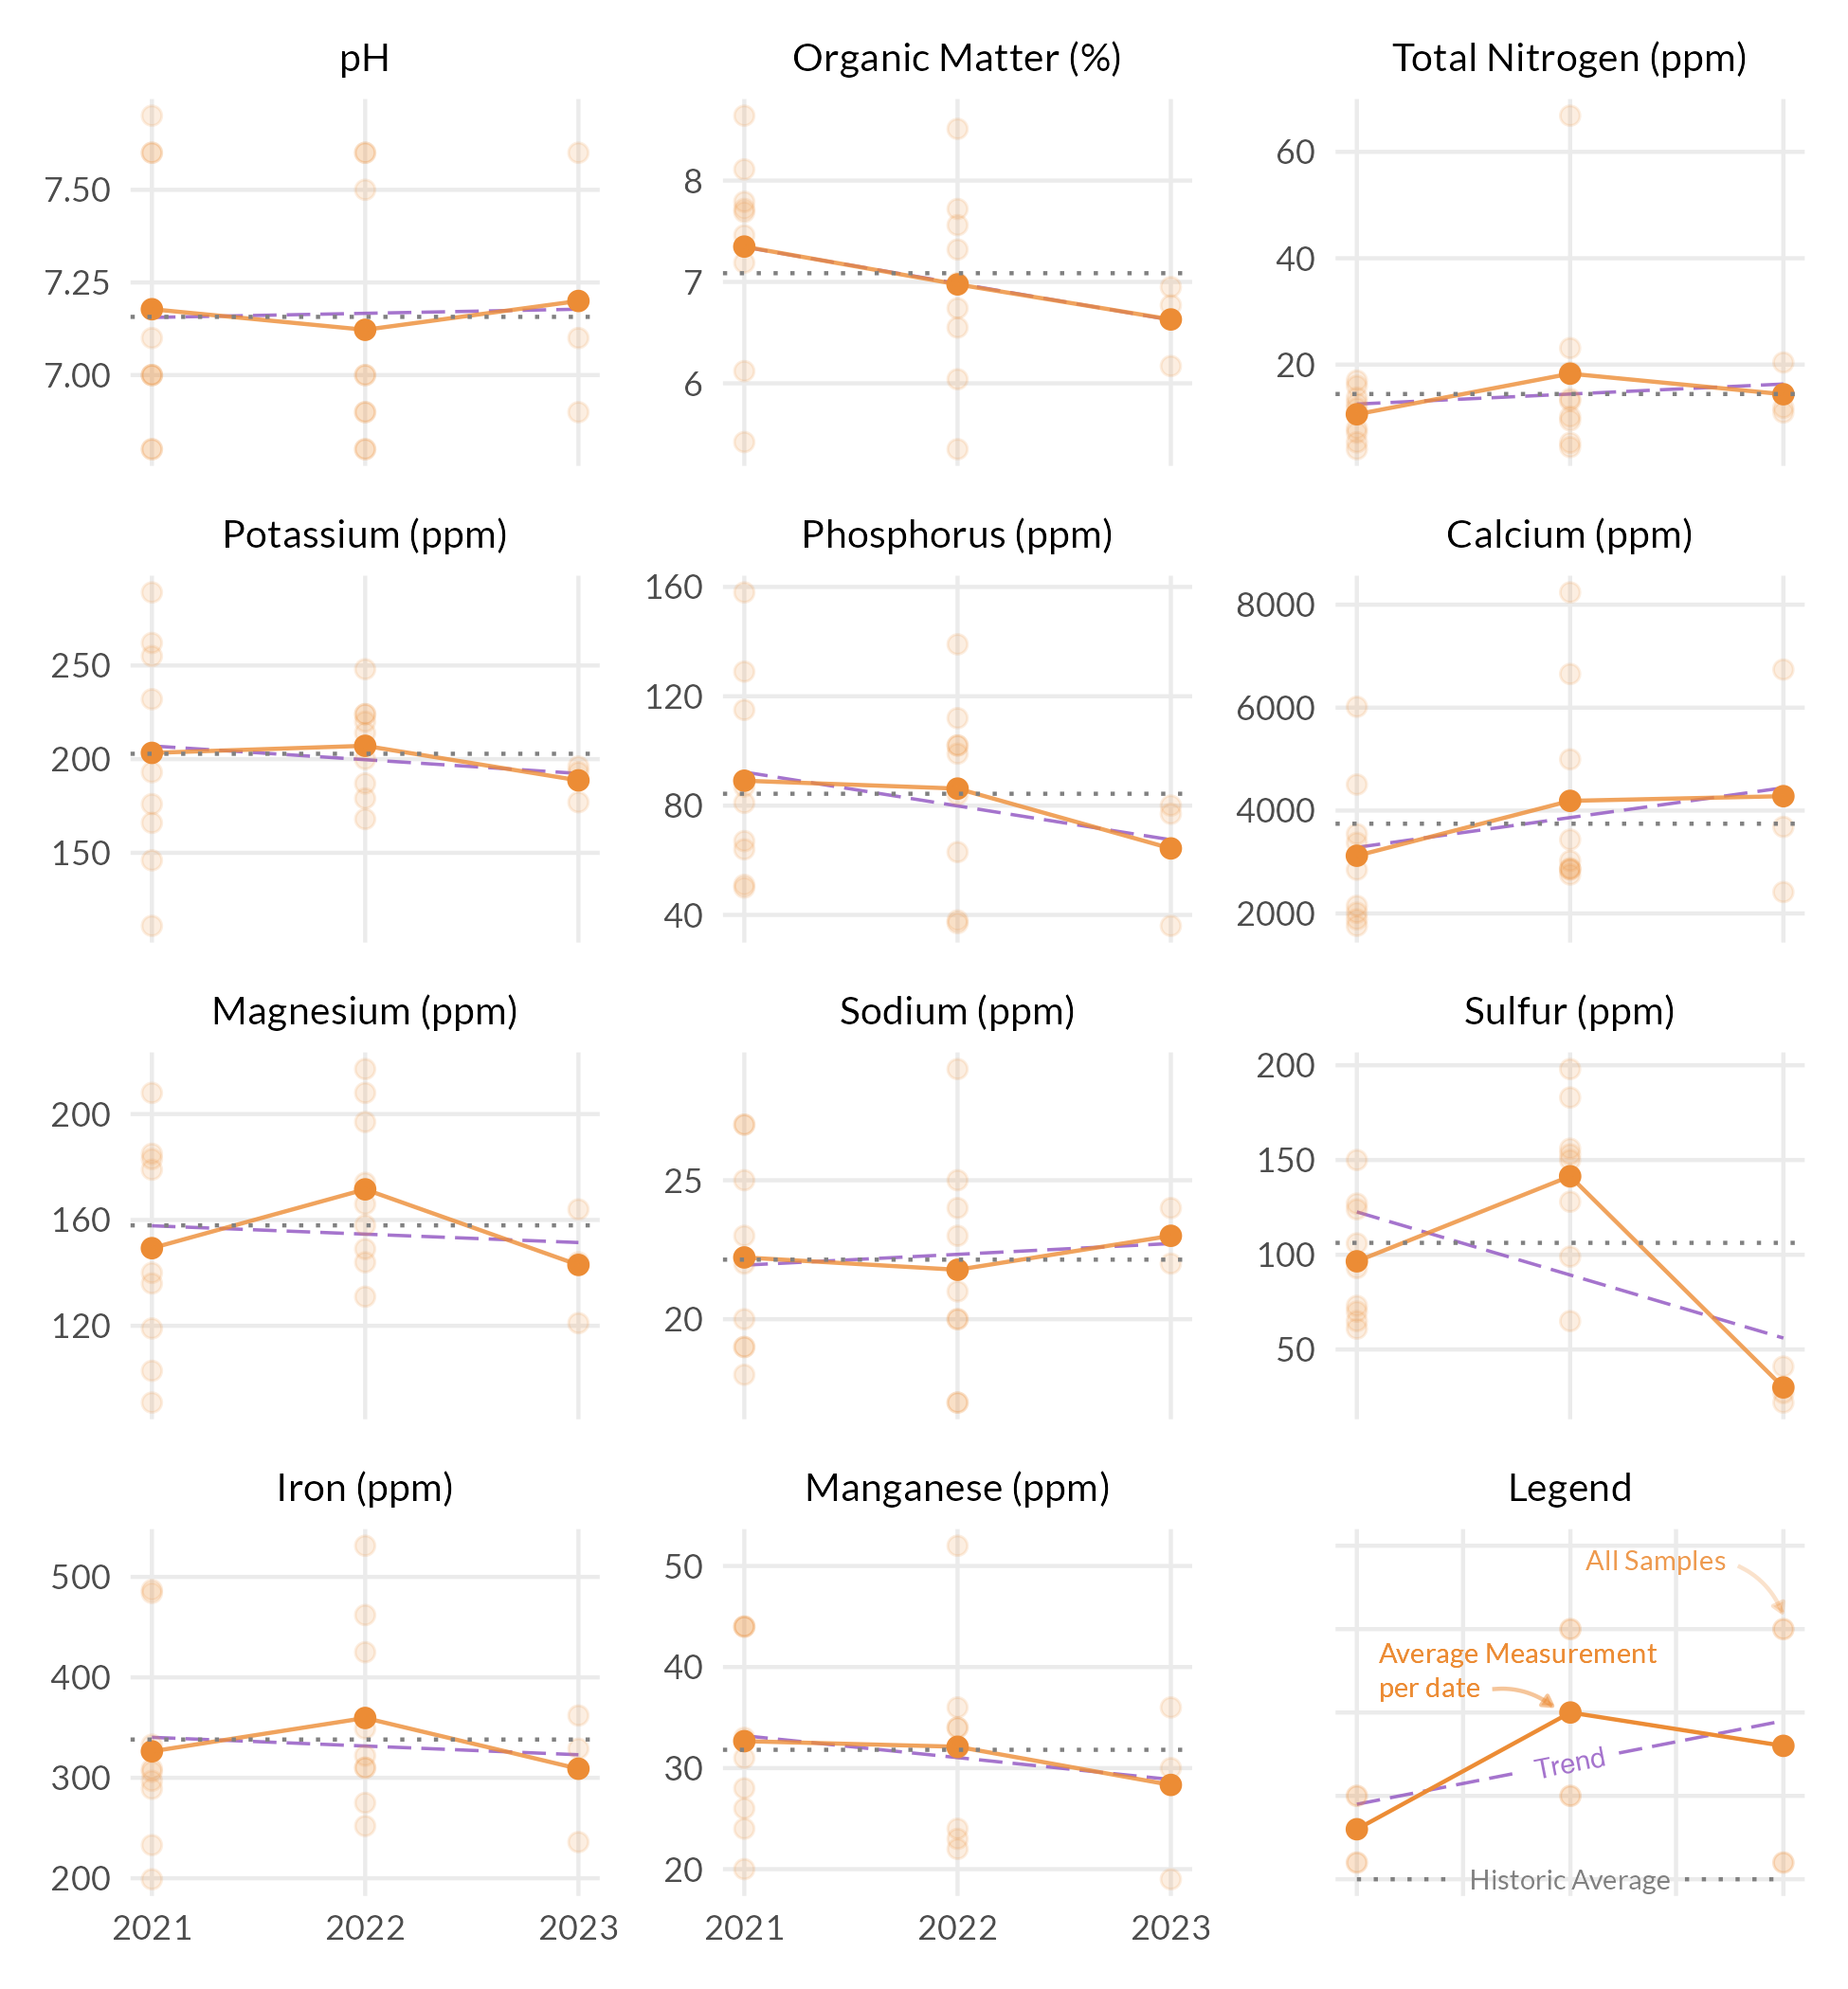 pH
Organic Matter (%)
Total Nitrogen (ppm)
7.50
7.25
7.00
8
7
6
60
40
20
Potassium (ppm)
Phosphorus (ppm)
Calcium (ppm)
250
200
150
160
120
80
40
8000
6000
4000
2000
Magnesium (ppm)
Sodium (ppm)
Sulfur (ppm)
200
160
120
25
20
200
150
100
50
Iron (ppm)
Manganese (ppm)
Legend
500
400
300
200
50
40
30
20
All Samples
Average Measurement
per date
Trend
Historic Average
2021
2022
2023
2021
2022
2023